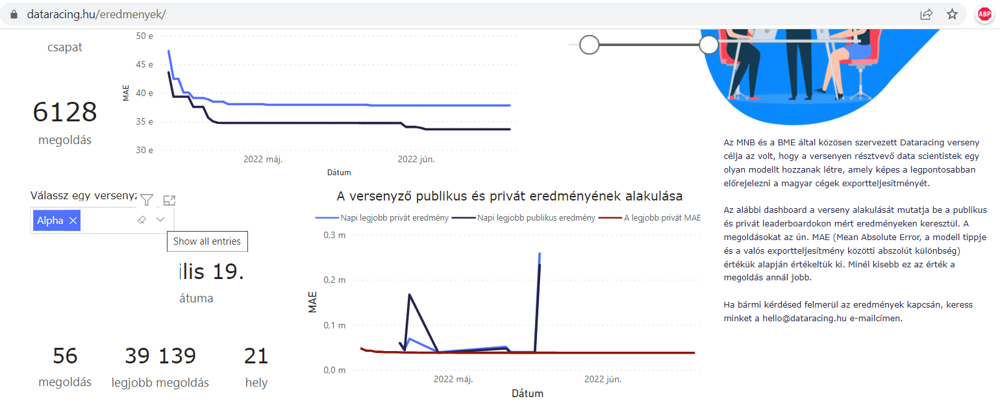 dataracing.hu/eredmenyek/
ABP
csapat
6128
megoldás
50 e
45 e
40 e
35 e
30 e
MAE
2022 máj.
2022 jún.
Dátum
Az MNB és a BME által közösen szervezett Dataracing verseny
célja az volt, hogy a versenyen résztvevő data scientistek egy
olyan modellt hozzanak létre, amely képes a legpontosabban
előrejelezni a magyar cégek exportteljesítményét.
Az alábbi dashboard a verseny alakulását mutatja be a publikus
és privát leaderboardokon mért eredményeken keresztül. A
megoldásokat az ún. MAE (Mean Absolute Error, a modell tippje
és a valós exportteljesítmény közötti abszolút különbség)
értékük alapján értékeltük ki. Minél kisebb ez az érték a
megoldás annál jobb.
Ha bármi kérdésed felmerül az eredmények kapcsán, keress
minket a hello@dataracing.hu e-mailcímen.
Válassz egy versenyz
Alpha
Show all entries
ilis 19.
átuma
56
megoldás
39 139
legjobb megoldás
21
hely
A versenyző publikus és privát eredményének alakulása
Napi legjobb privát eredmény Napi legjobb publikus eredmény A legjobb privát MAE
0,3 m
0,2 m
0,1 m
0,0 m
MAE
2022 máj.
2022 jún.
Dátum